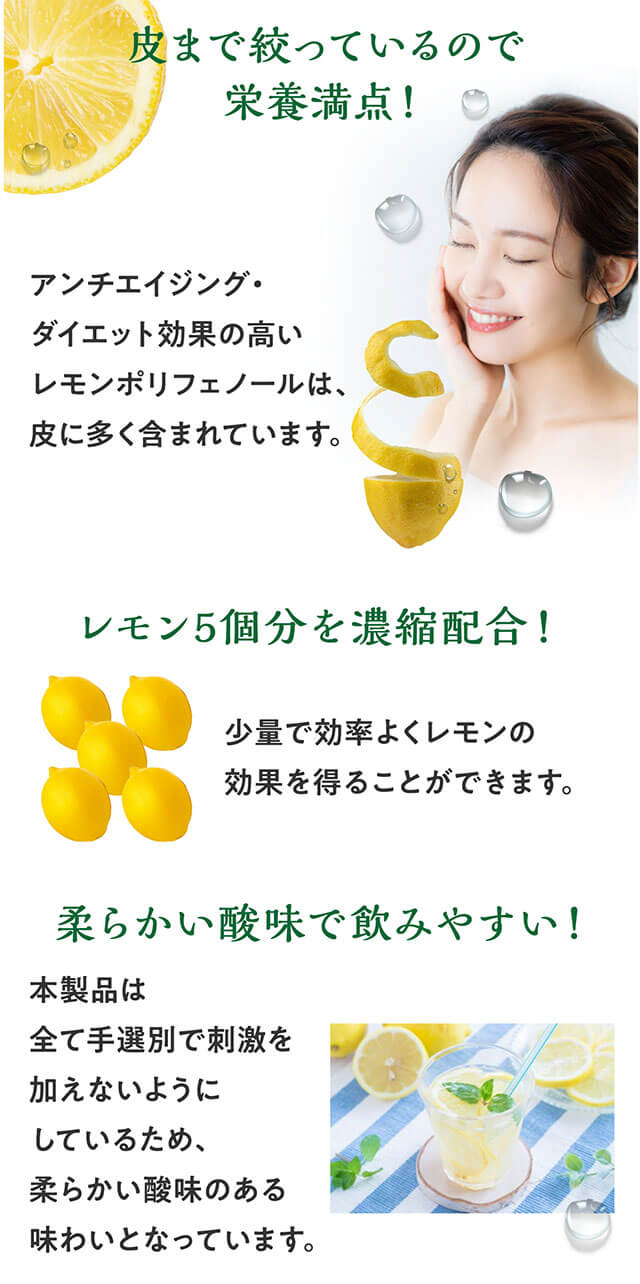 皮まで絞っているので
栄養満点！
アンチエイジング・
ダイエット効果の高い
レモンポリフェノールは、
皮に多く含まれています。
レモン5個分を濃縮配合！
少量で効率よくレモンの
効果を得ることができます。
柔らかい酸味で飲みやすい！
本製品は
全て手選別で刺激を
加えないように
しているため、
柔らかい酸味のある
味わいとなっています。